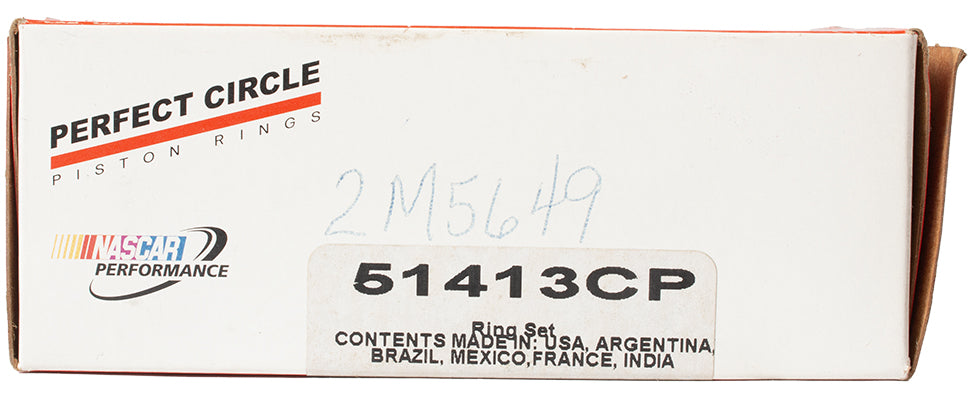 PERFECT CIRCLE
PISTON RINGS
2M5649
NASCAR
PERFORMANCE
51413CP
Ring Set
CONTENTS MADE IN: USA, ARGENTINA,
BRAZIL, MEXICO,FRANCE, INDIA